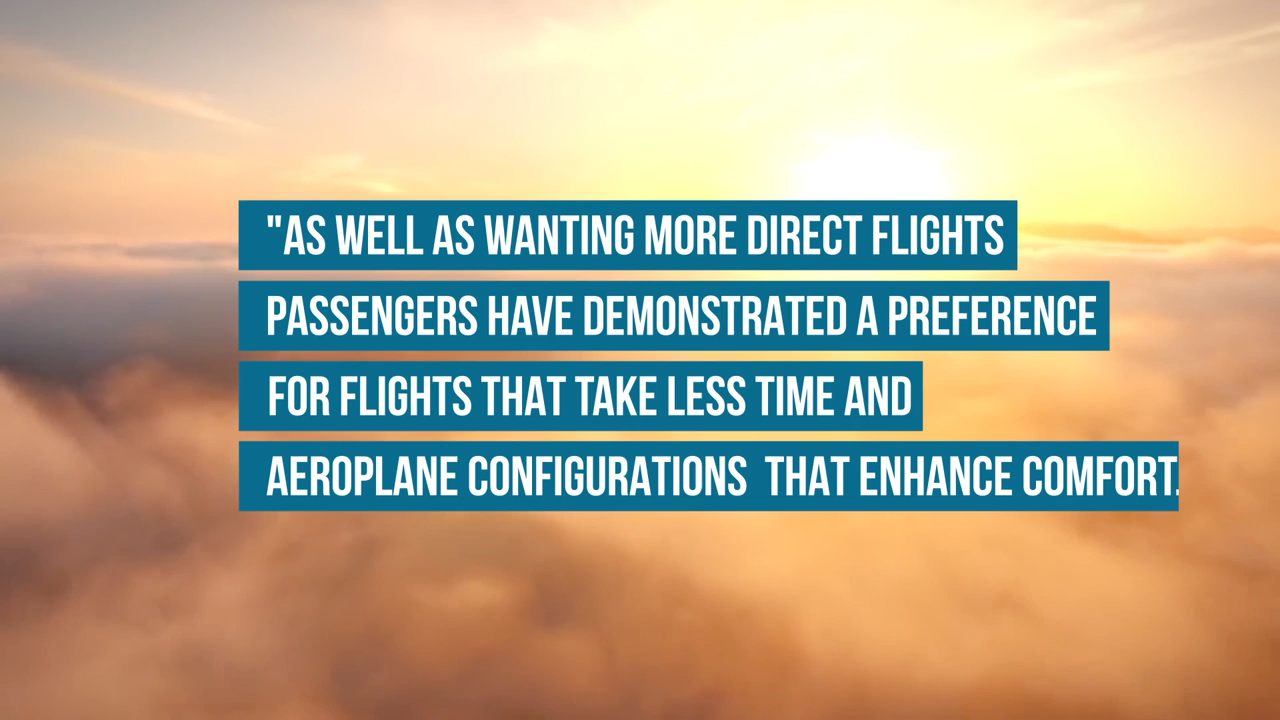 "AS WELL AS WANTING MORE DIRECT FLIGHTS
PASSENGERS HAVE DEMONSTRATED A PREFERENCE
FOR FLIGHTS THAT TAKE LESS TIME AND
AEROPLANE CONFIGURATIONS  THAT ENHANCE COMFORT.